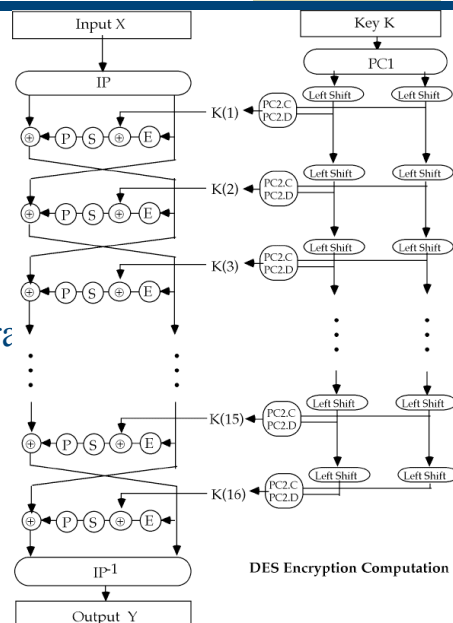 Input X
Key K
IP
PC1
Left Shift Left Shift
⊕ P S ⊕ E
K(1)
PC2.C
PC2.D
Left Shift Left Shift
⊕ P S ⊕ E
K(2)
PC2.C
PC2.D
Left Shift Left Shift
⊕ P S ⊕ E
K(3)
PC2.C
PC2.D
Left Shift Left Shift
⊕ P S ⊕ E
K(15)
PC2.C
PC2.D
Left Shift Left Shift
⊕ P S ⊕ E
K(16)
PC2.C
PC2.D
IP-1
DES Encryption Computation
Output Y